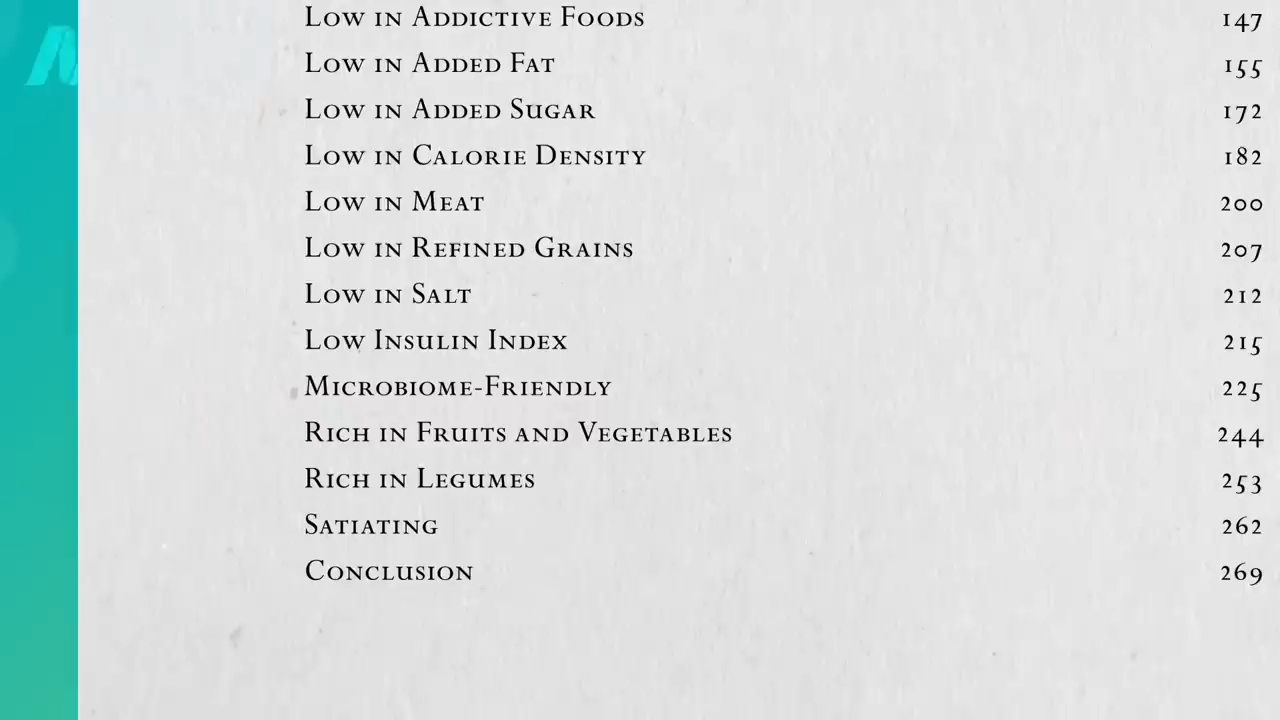 Low in Addictive Foods 147
Low in Added Fat 155
Low in Added Sugar 172
Low in Calorie Density 182
Low in Meat 200
Low in Refined Grains 207
Low in Salt 212
Low Insulin Index 215
Microbiome-Friendly 225
Rich in Fruits and Vegetables 244
Rich in Legumes 253
Satiating 262
Conclusion 269